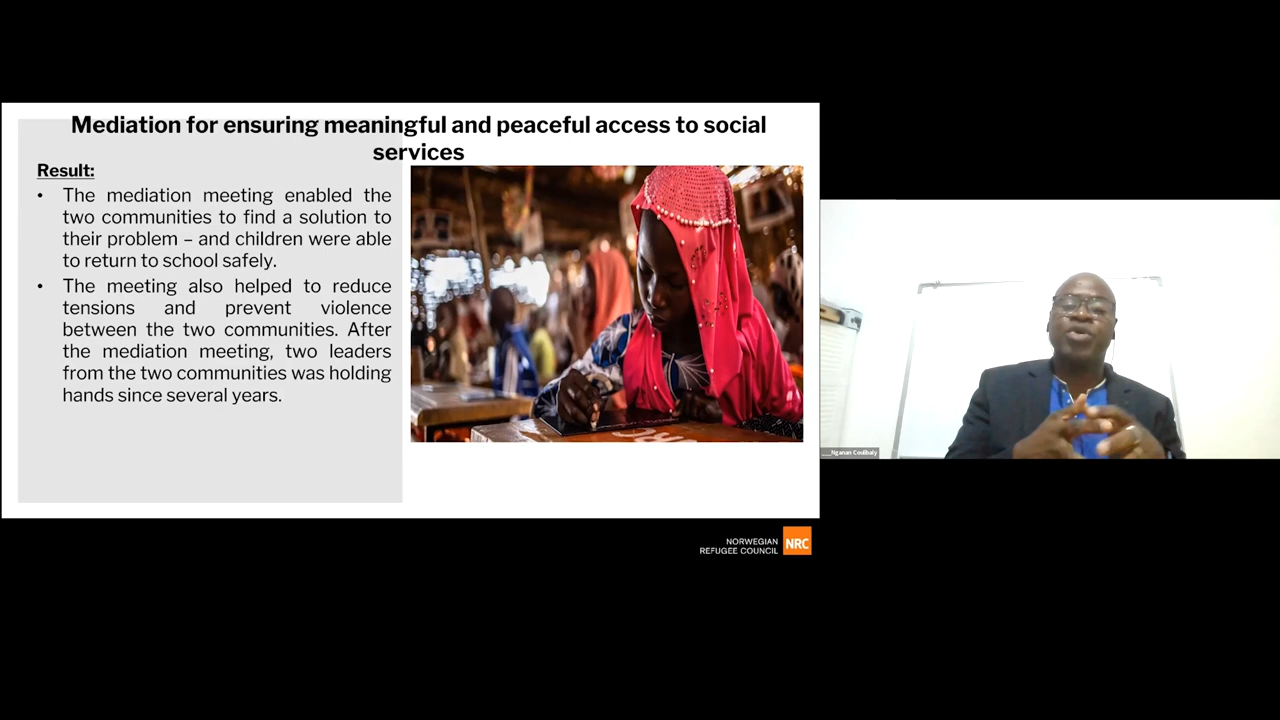 Mediation for ensuring meaningful and peaceful access to social
services
Result:
• The mediation meeting enabled the
two communities to find a solution to
their problem – and children were able
to return to school safely.
• The meeting also helped to reduce
tensions and prevent violence
between the two communities. After
the mediation meeting, two leaders
from the two communities was holding
hands since several years.
NRC
___Nganan Coulibaly
NORWEGIAN
REFUGEE COUNCIL
NRC